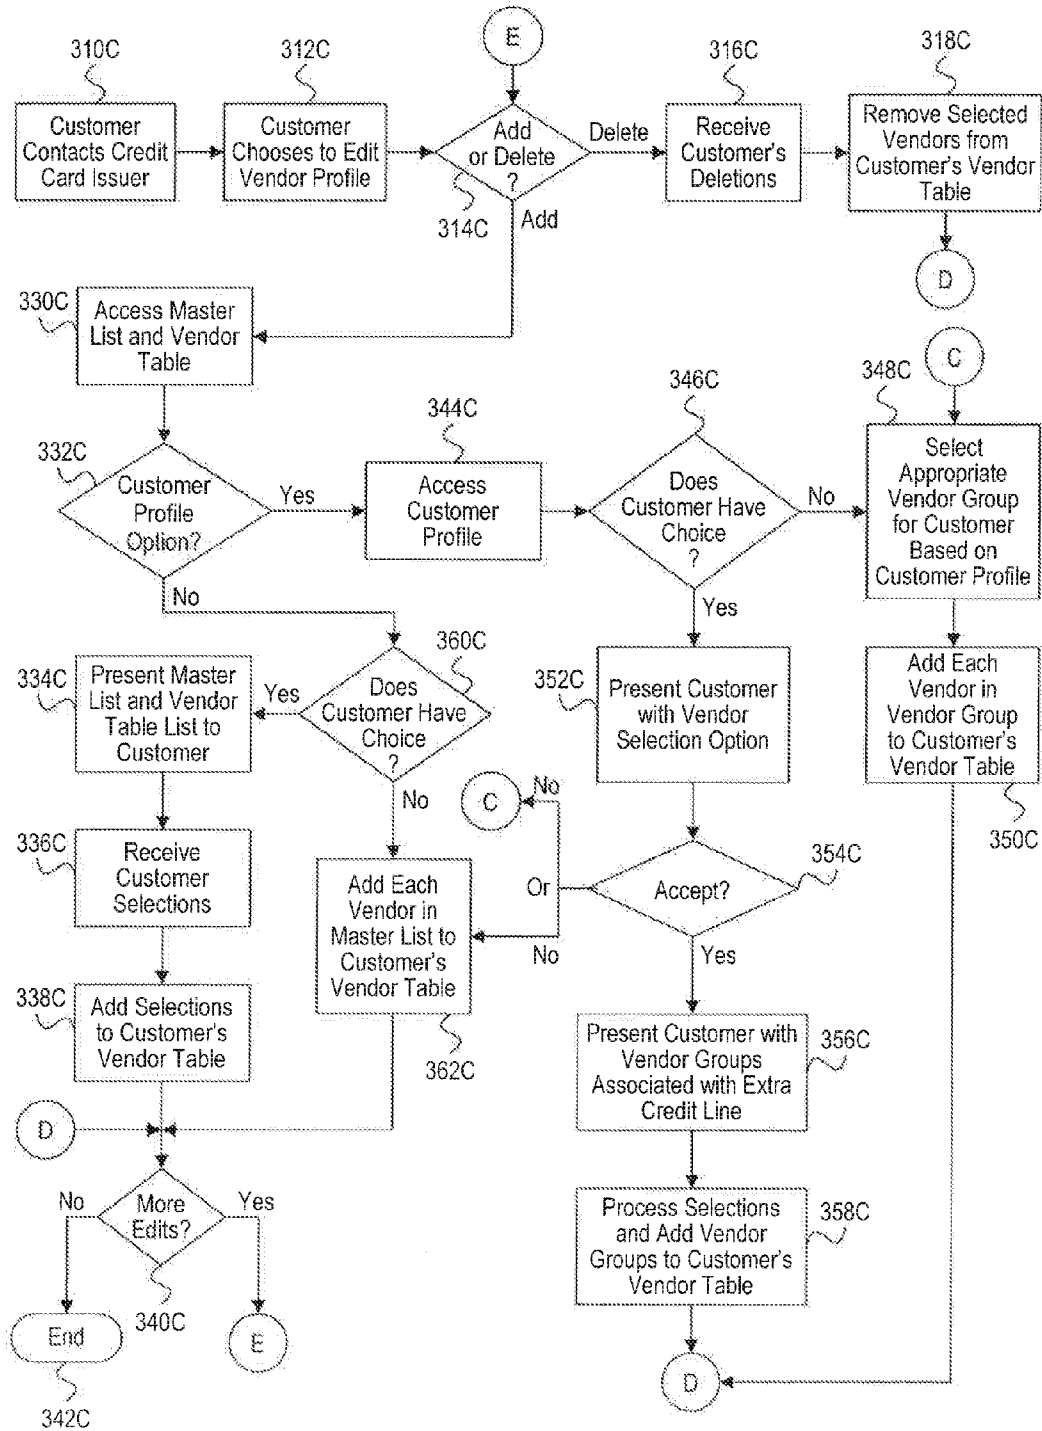 E
310C
312C
316C
318C
Customer
Contacts Credit
Card Issuer
Customer
Chooses to Edit
Vendor Profile
Add
or Delete
?
314C
Delete
Add
Receive
Customer's
Deletions
Remove Selected
Vendors from
Customer's Vendor
Table
D
330C
Access Master
List and Vendor
Table
C
348C
346C
344C
332C
Customer
Profile
Option?
Yes
No
Access
Customer
Profile
Does
Customer Have
Choice
?
No
Yes
Select
Appropriate
Vendor Group
for Customer
Based on
Customer Profile
334C
Present Master
List and Vendor
Table List to
Customer
Yes
360C
Does
Customer Have
Choice
?
No
352C
Present Customer
with Vendor
Selection Option
Add Each
Vendor in
Vendor Group
to Customer's
Vendor Table
350C
C
No
336C
Receive
Customer
Selections
Add Each
Vendor in
Master List to
Customer's
Vendor Table
362C
Or
No
Accept?
354C
Yes
338C
Add Selections
to Customer's
Vendor Table
Present Customer with
Vendor Groups
Associated with Extra
Credit Line
356C
D
No
More
Edits?
Yes
340C
Process Selections
and Add Vendor
Groups to Customer's
Vendor Table
358C
End
342C
E
D